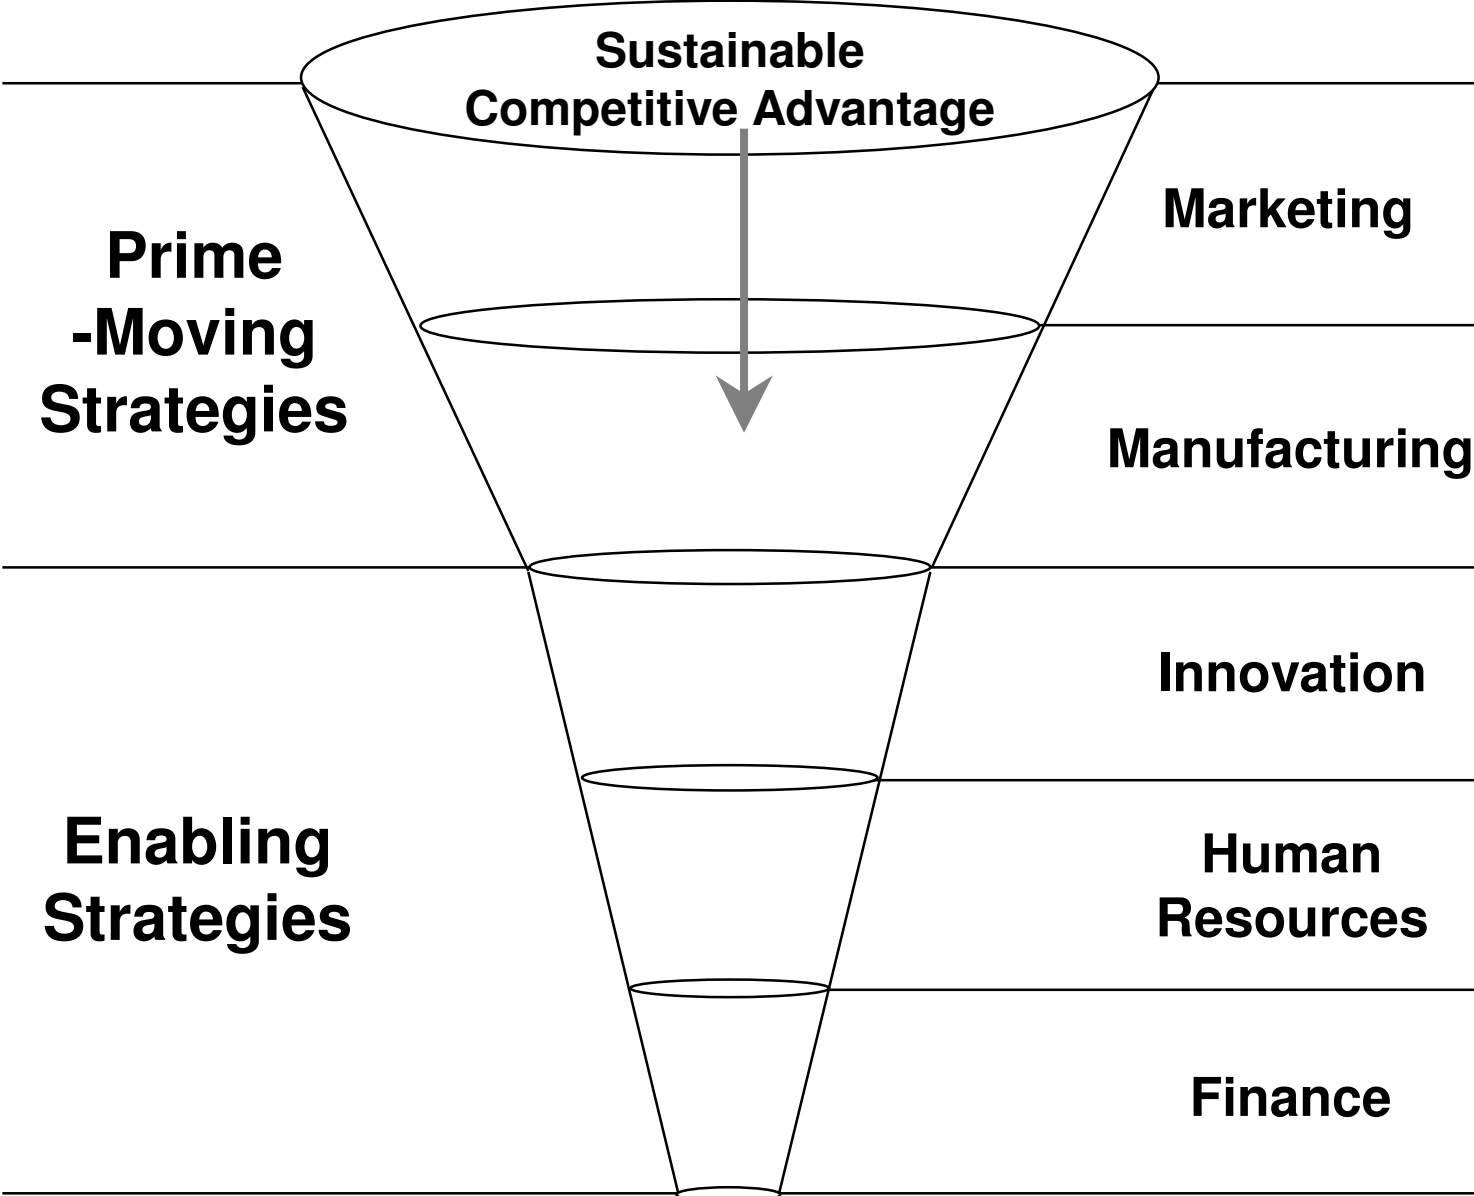 Sustainable
Competitive Advantage
Prime
-Moving
Strategies
Marketing
Manufacturing
Enabling
Strategies
Innovation
Human
Resources
Finance